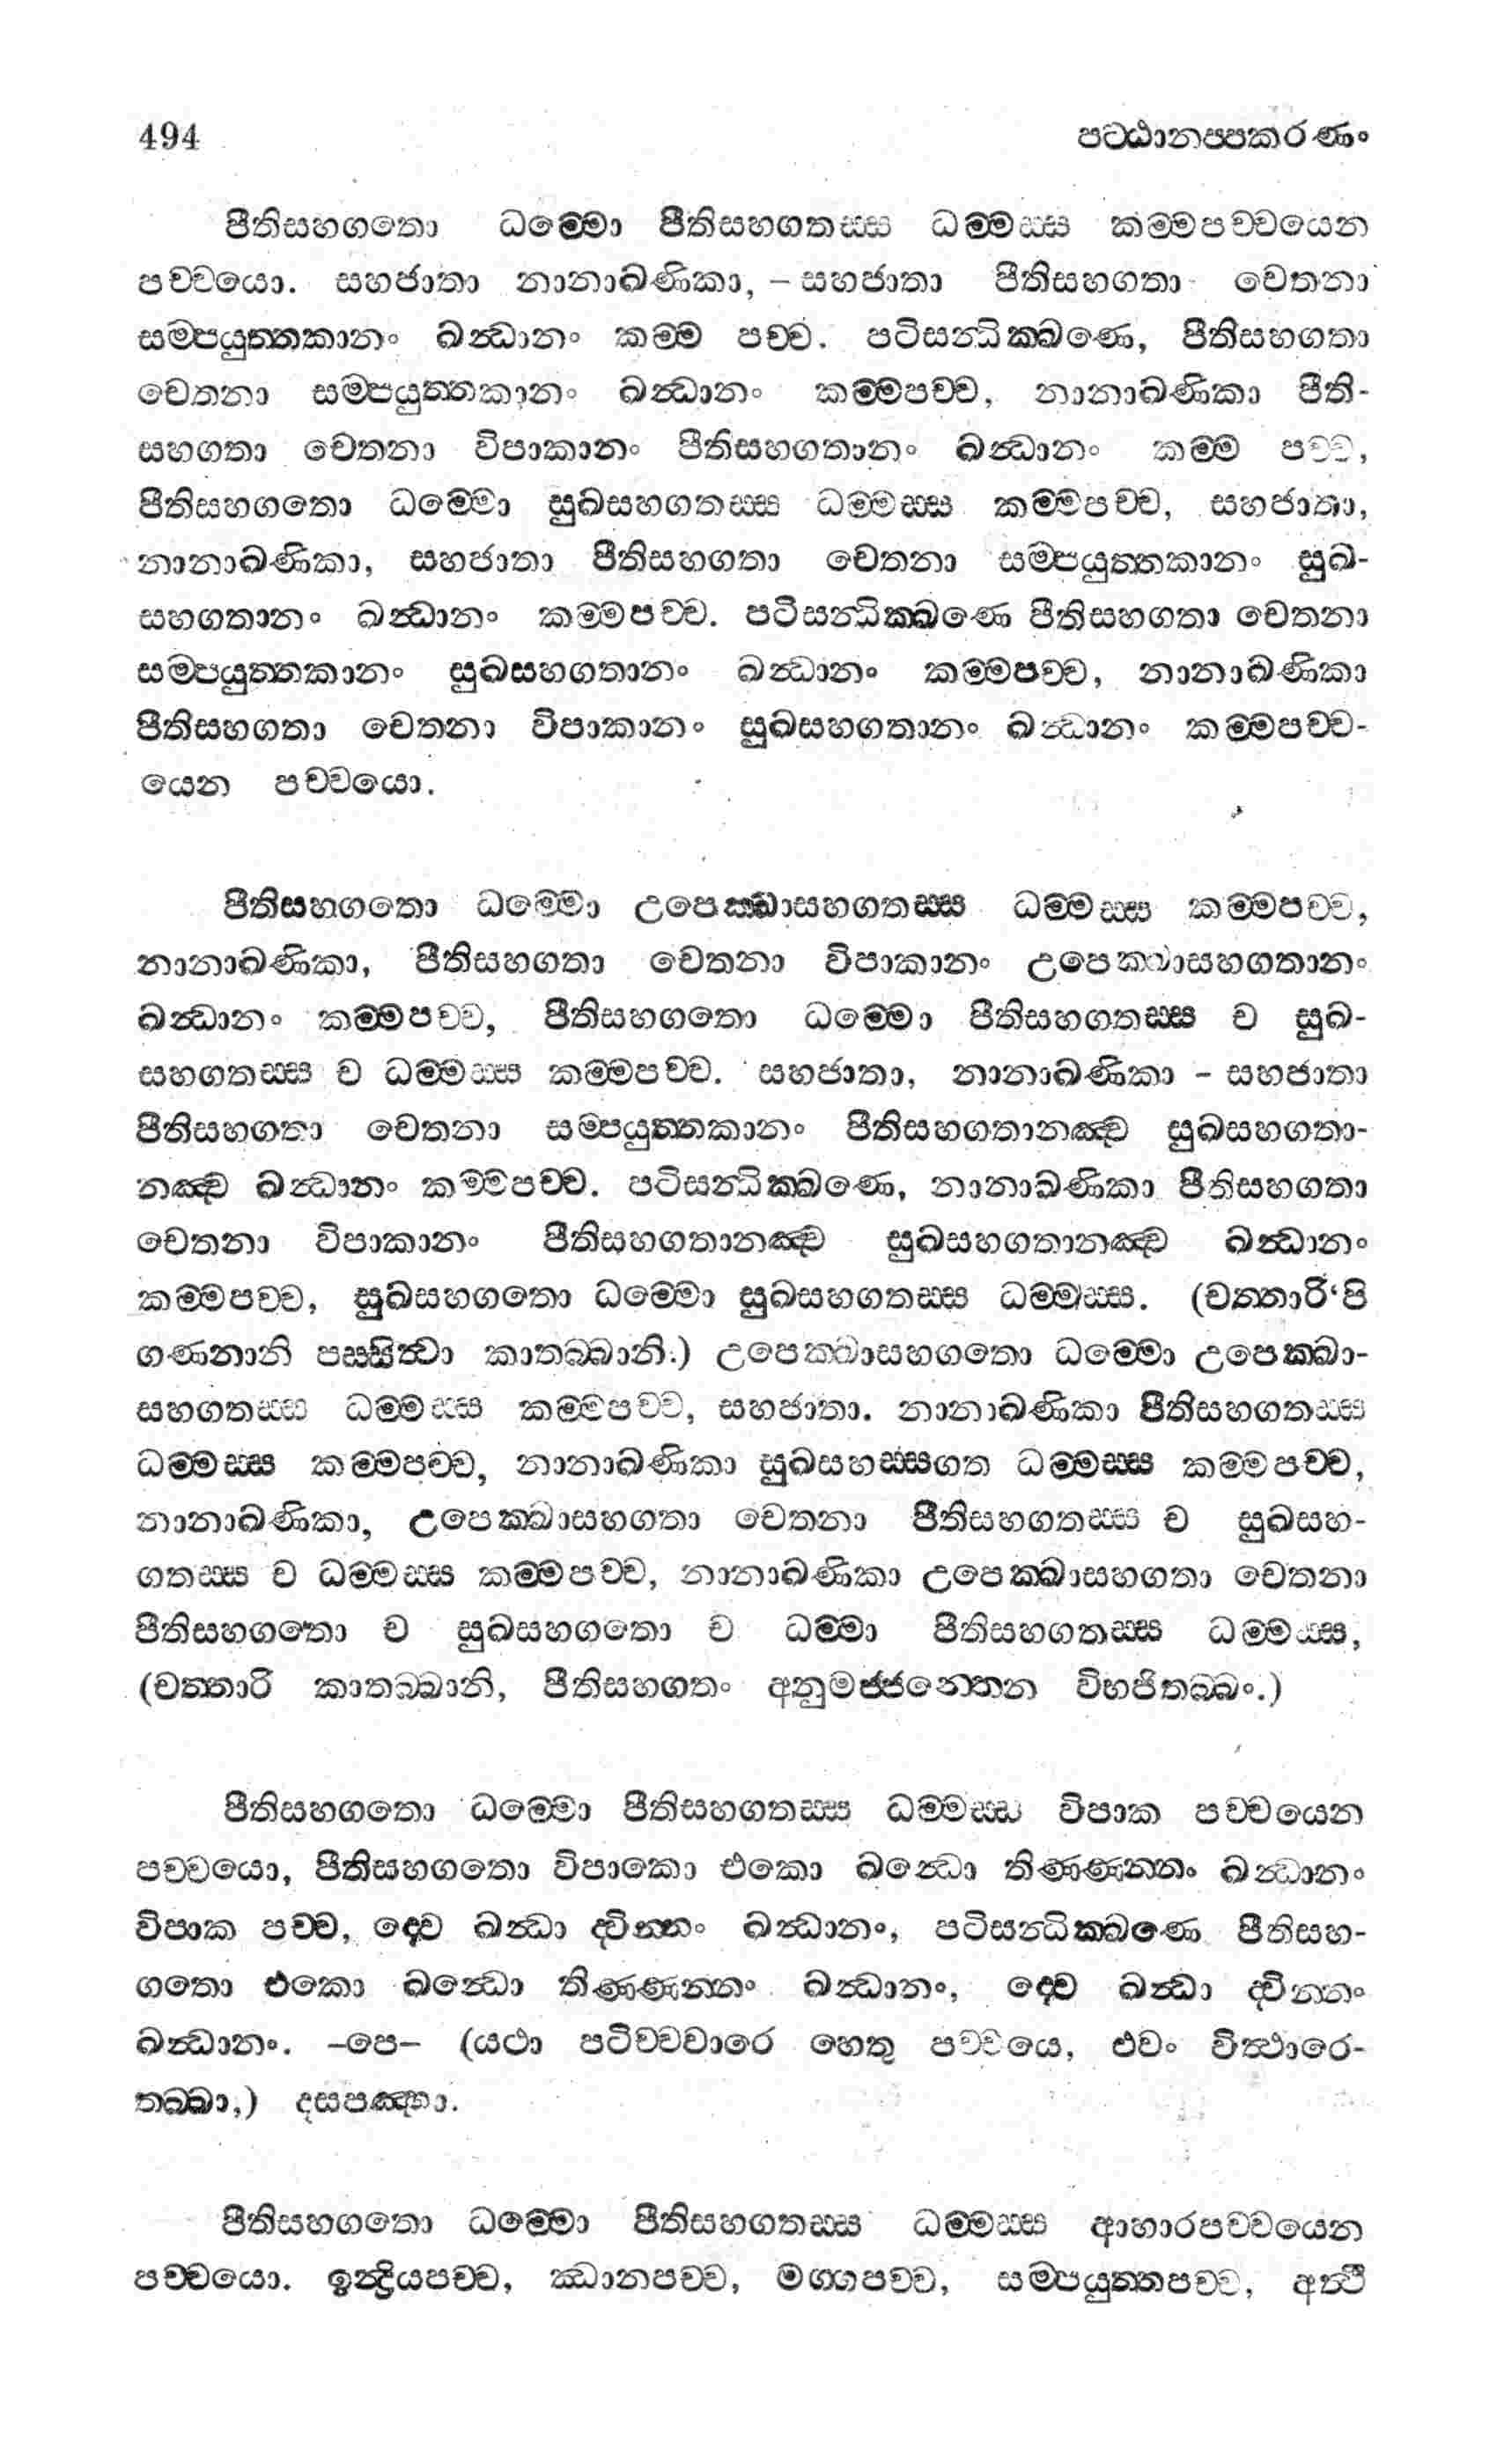 494 පට්ඨානප්පකරණං
පීතිසහගතො ධම්මො පීතිසහගතස්ස ධම්මස්ස කම්මපච්චයෙන
පච්චයො. සහජාතා නානාඛණිකා, – සහජාතා පීතිසහගතා චෙතනා
සම්පයුත්තකානං ඛන්ධානං කම්ම පච්ච. පටිසන්ධික්ඛණෙ, පීතිසහගතා
චෙතනා සම්පයුත්තකානං ඛන්ධානං කම්මපච්ච, නානාඛණිකා පීති-
සහගතා චෙතනා විපාකානං පීතිසහගතානං ඛන්ධානං කම්ම පච්ච,
පීතිසහගතො ධම්මො සුඛසහගතස්ස ධම්මස්ස කම්මපච්ච, සහජාතා,
නානාඛණිකා, සහජාතා පීතිසහගතා චෙතනා සම්පයුත්තකානං සුඛ-
සහගතානං ඛන්ධානං කම්මපච්ච. පටිසන්ධික්ඛණෙ පීතිසහගතා චෙතනා
සම්පයුත්තකානං සුඛසහගතානං ඛන්ධානං කම්මපච්ච, නානාඛණිකා
පීතිසහගතා චෙතනා විපාකානං සුඛසහගතානං ඛන්ධානං කම්මපච්ච-
යෙන පච්චයො.
පීතිසහගතො ධම්මො උපෙක්ඛාසහගතස්ස ධම්මස්ස කම්මපච්ච,
නානාඛණිකා, පීතිසහගතා චෙතනා විපාකානං උපෙක්ඛාසහගතානං
ඛන්ධානං කම්මපච්ච, පීතිසහගතො ධම්මො පීතිසහගතස්ස ච සුඛ-
සහගතස්ස ච ධම්මස්ස කම්මපච්ච. සහජාතා, නානාඛණිකා – සහජාතා
පීතිසහගතා චෙතනා සම්පයුත්තකානං පීතිසහගතානඤ්ච සුඛසහගතා-
නඤ්ච ඛන්ධානං කම්මපච්ච. පටිසන්ධික්ඛණෙ, නානාඛණිකා පීතිසහගතා
චෙතනා විපාකානං පීතිසහගතානඤ්ච සුඛසහගතානඤ්ච ඛන්ධානං
කම්මපච්ච, සුඛසහගතො ධම්මො සුඛසහගතස්ස ධම්මස්ස. (චත්තාරි‘පි
ගණනානි පස්සිත්වා කාතබ්බානි.) උපෙක්ඛාසහගතො ධම්මො උපෙක්ඛා-
සහගතස්ස ධම්මස්ස කම්මපච්ච, සහජාතා. නානාඛණිකා පීතිසහගතස්ස
ධම්මස්ස කම්මපච්ච, නානාඛණිකා සුඛසහස්සගත ධම්මස්ස කම්මපච්ච,
නානාඛණිකා, උපෙක්ඛාසහගතා චෙතනා පීතිසහගතස්ස ච සුඛසහ-
ගතස්ස ච ධම්මස්ස කම්මපච්ච, නානාඛණිකා උපෙක්ඛාසහගතා චෙතනා
පීතිසහගතො ච සුඛසහගතො ච ධම්මා පීතිසහගතස්ස ධම්මස්ස,
(චත්තාරි කාතබ්බානි, පීතිසහගතං අනුමජ්ජන්තෙන විභජිතබ්බං.)
පීතිසහගතො ධම්මො පීතිසහගතස්ස ධම්මස්ස විපාක පච්චයෙන
පච්චයො, පීතිසහගතො විපාකො එකො ඛන්ධො තිණ්ණන්නං ඛන්ධානං
විපාක පච්ච, ද්වෙ ඛන්ධා ද්වින්නං ඛන්ධානං, පටිසන්ධික්ඛණෙ පීතිසහ-
ගතො එකො ඛන්ධො තිණ්ණන්නං ඛන්ධානං, ද්වෙ ඛන්ධා ද්වින්නං
ඛන්ධානං. –පෙ– (යථා පටිච්චවාරෙ හෙතු පච්චයෙ, එවං විත්ථාරෙ-
තබ්බා,) දසපඤ්හා.
පීතිසහගතො ධම්මො පීතිසහගතස්ස ධම්මස්ස ආහාරපච්චයෙන
පච්චයො. ඉන්ද්‍රියපච්ච, ඣානපච්ච, මග්ගපච්ච, සම්පයුත්තපච්ච, අත්ථි